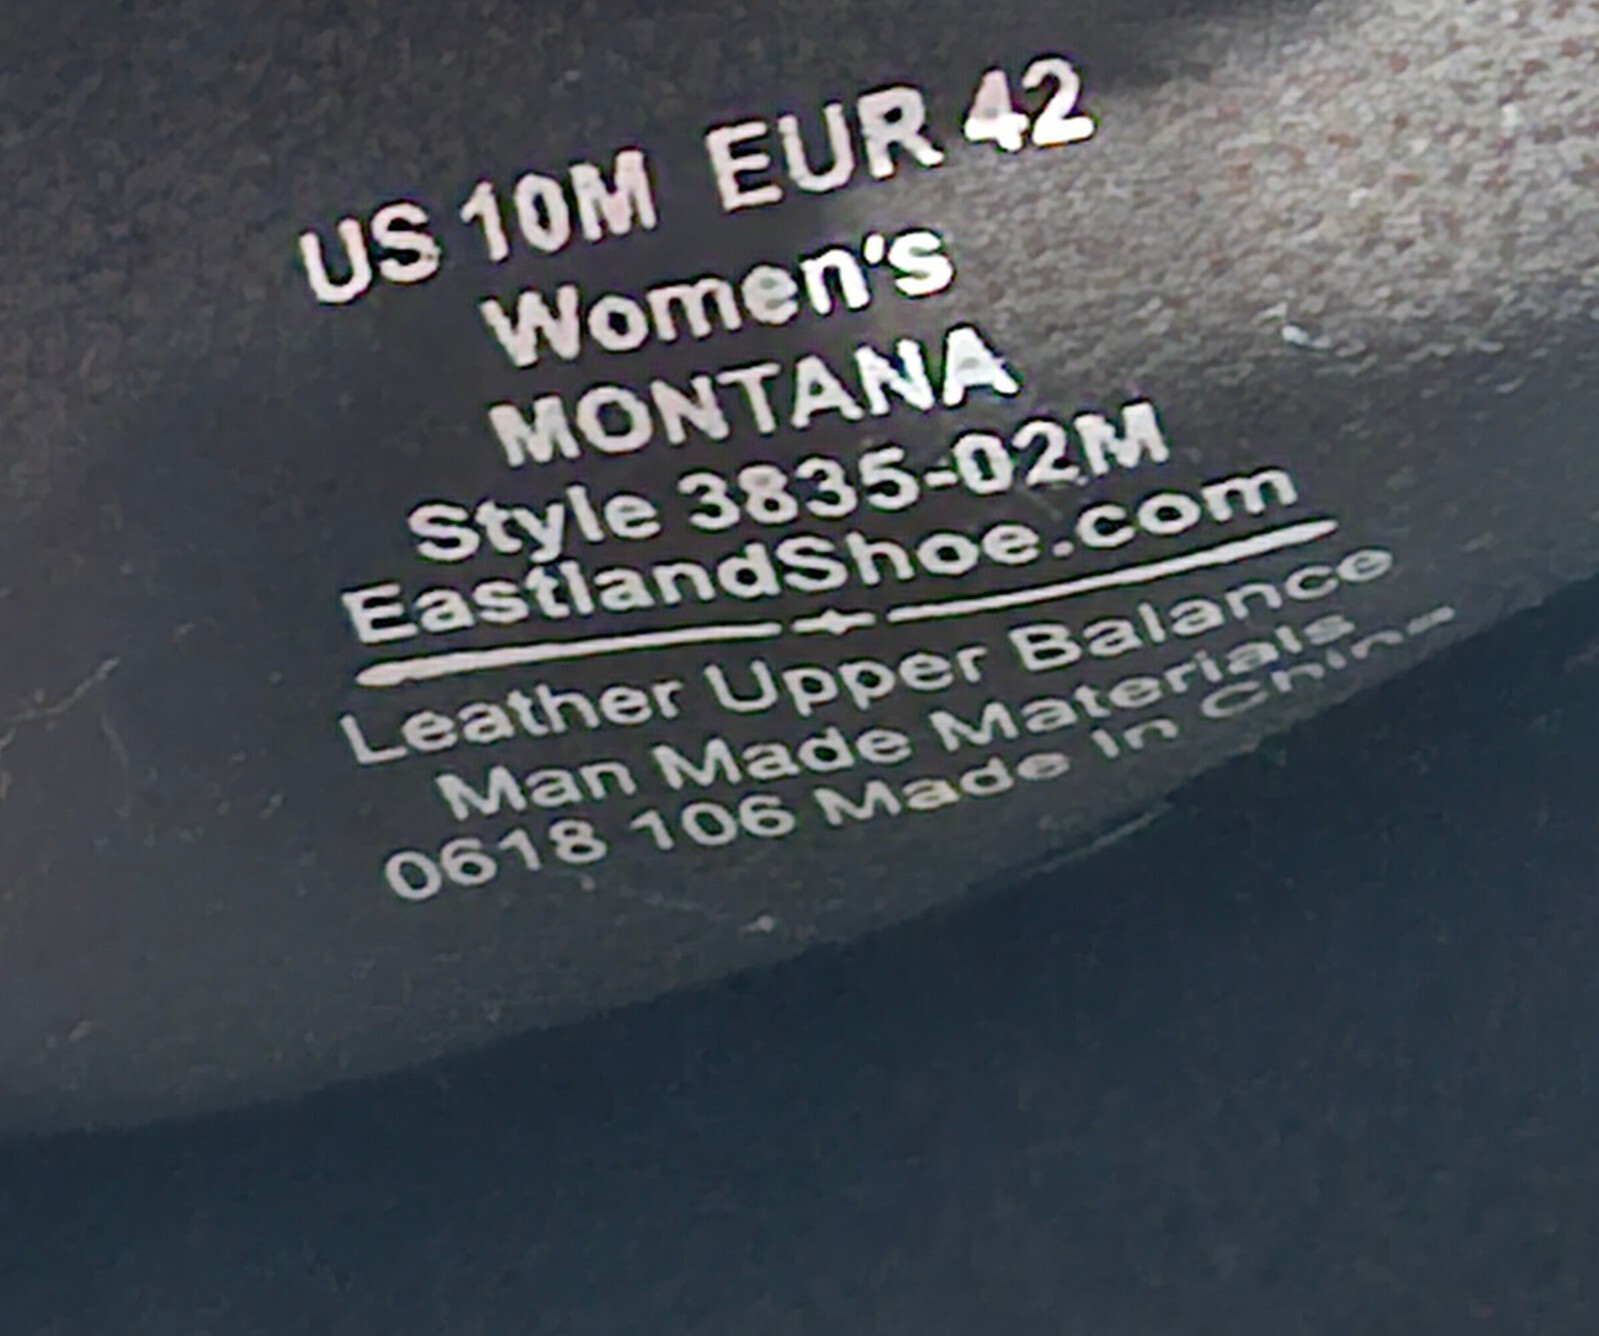 US 10M EUR 42
Women's
MONTANA
Style 3835-02M
EastlandShoe.com
Leather Upper Balance
Man Made Materials
0618 106 Made In China